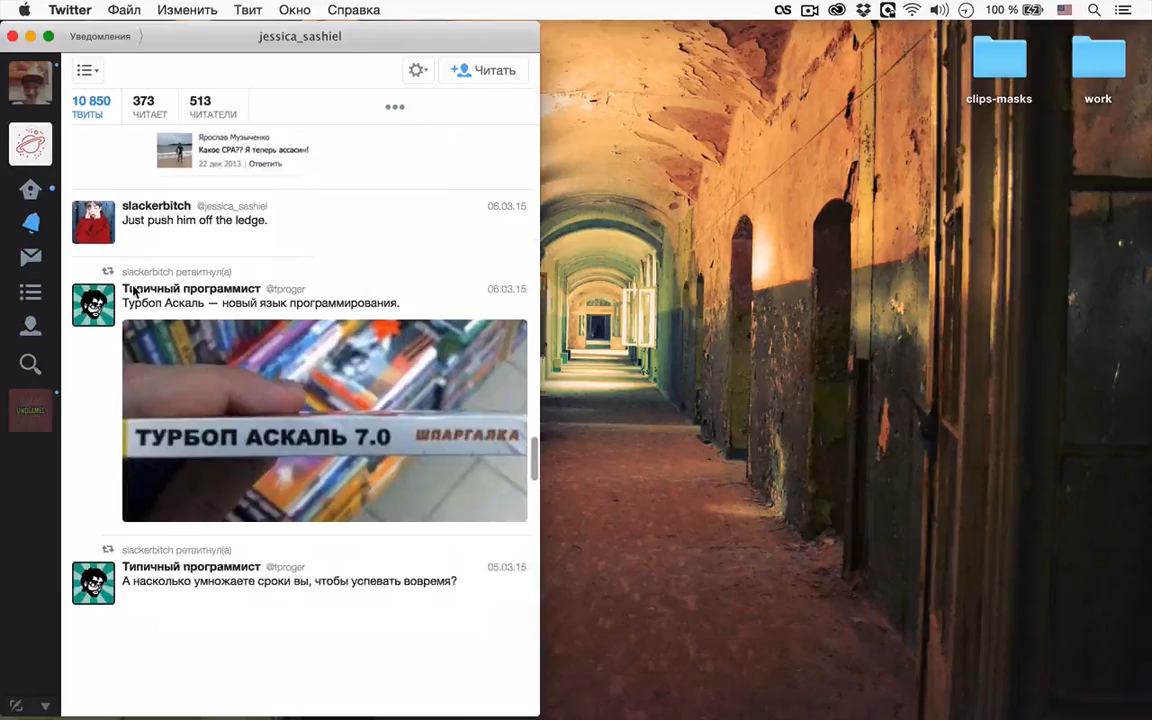 Twitter Файл Изменить Твит Окно Справка
100 %
Уведомления
jessica_sashiel
Читать
10 850 373 513
ТВИТЫ ЧИТАЕТ ЧИТАТЕЛИ
Ярослав Музыченко
Какое СРА?? Я теперь ассасин!
22 дек 2013 | Ответить
slackerbitch @jessica_sashiel 06.03.15
Just push him off the ledge.
slackerbitch ретвитнул(а)
Типичный программист @tproger 06.03.15
Турбоп Аскаль — новый язык программирования.
ТУРБОП АСКАЛЬ 7.0 ШПАРГАЛКА
slackerbitch ретвитнул(а)
Типичный программист @tproger 05.03.15
А насколько умножаете сроки вы, чтобы успевать вовремя?
clips-masks work